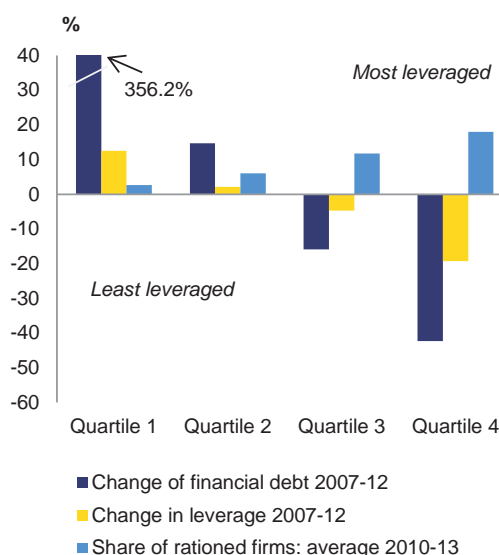 %
40
30
20
10
0
-10
-20
-30
-40
-50
-60
356.2%
Most leveraged
Least leveraged
Quartile 1 Quartile 2 Quartile 3 Quartile 4
Change of financial debt 2007-12
Change in leverage 2007-12
Share of rationed firms: average 2010-13